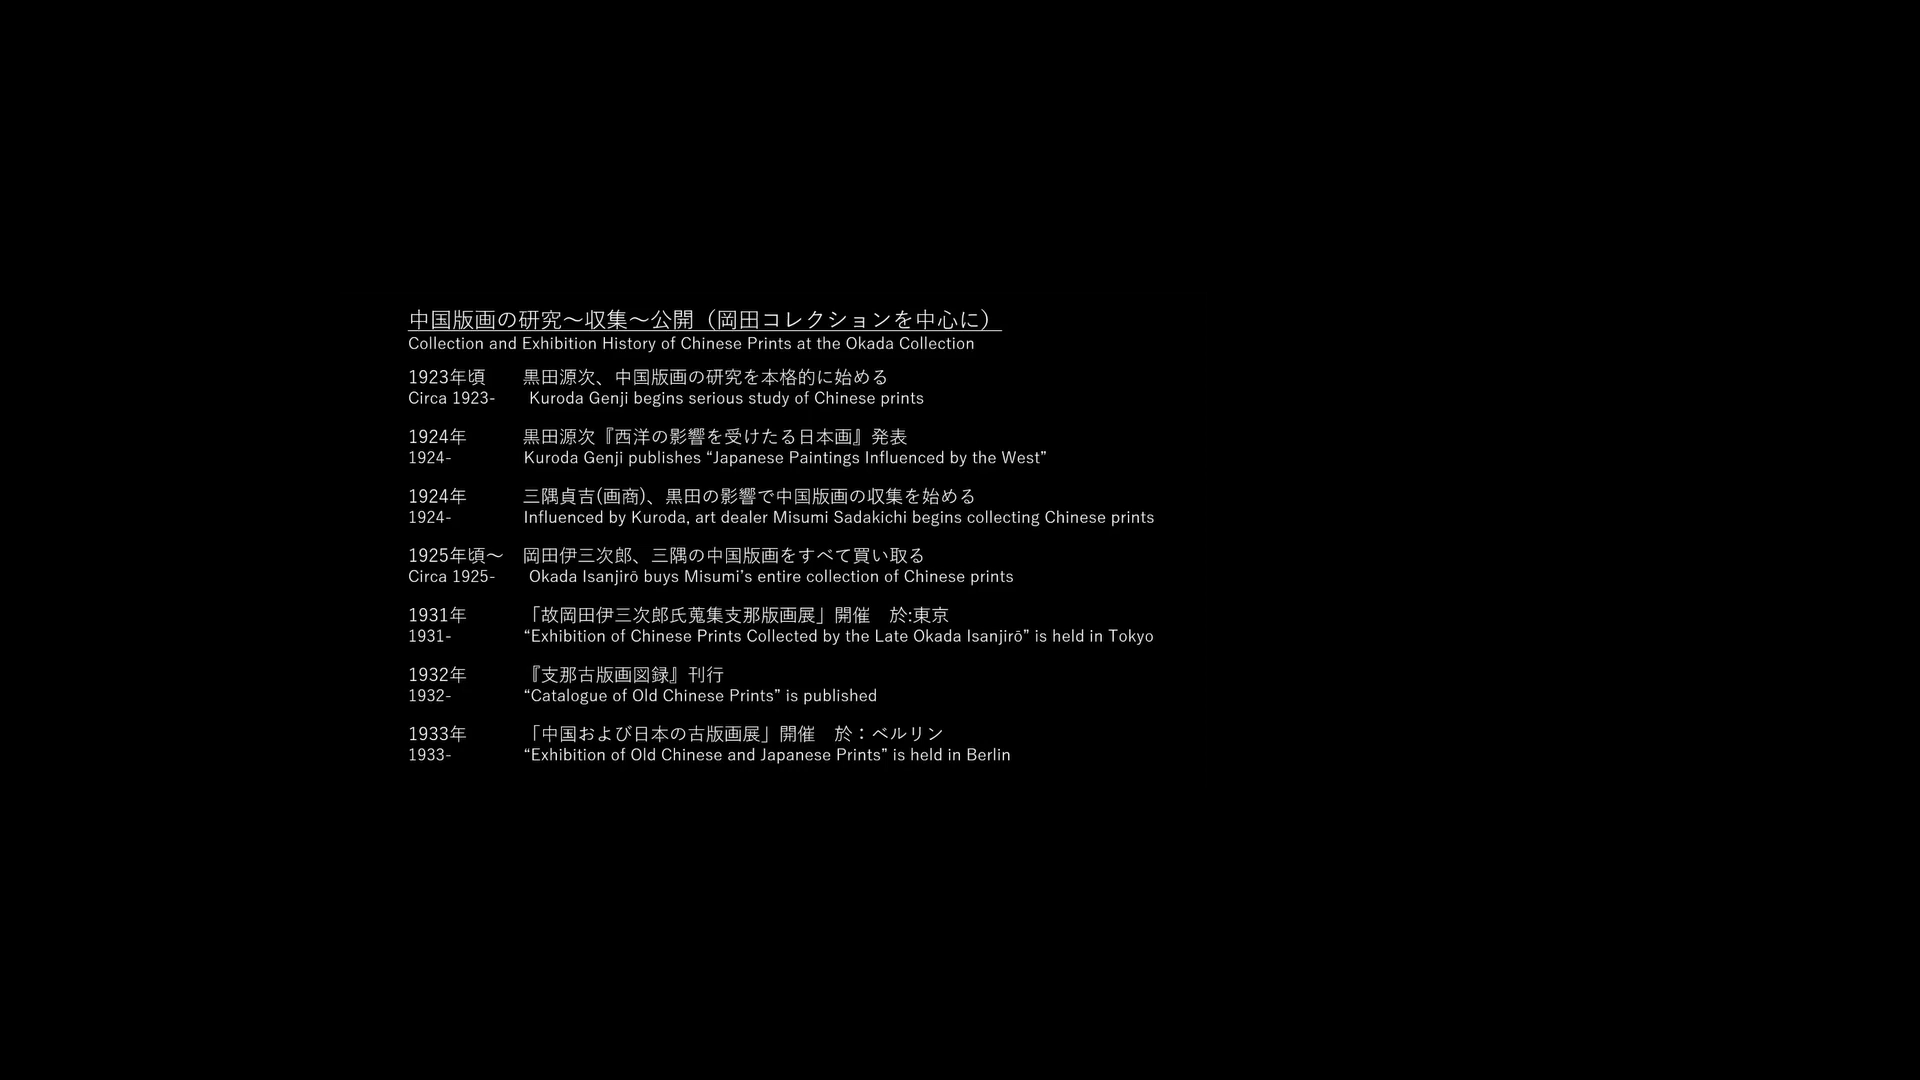 中国版画の研究～収集～公開（岡田コレクションを中心に）
Collection and Exhibition History of Chinese Prints at the Okada Collection
1923年頃 黒田源次、中国版画の研究を本格的に始める
Circa 1923- Kuroda Genji begins serious study of Chinese prints
1924年 黒田源次『西洋の影響を受けたる日本画』発表
1924- Kuroda Genji publishes “Japanese Paintings Influenced by the West”
1924年 三隅貞吉(画商)、黒田の影響で中国版画の収集を始める
1924- Influenced by Kuroda, art dealer Misumi Sadakichi begins collecting Chinese prints
1925年頃～ 岡田伊三次郎、三隅の中国版画をすべて買い取る
Circa 1925- Okada Isanjirō buys Misumi’s entire collection of Chinese prints
1931年 「故岡田伊三次郎氏蒐集支那版画展」開催　於:東京
1931- “Exhibition of Chinese Prints Collected by the Late Okada Isanjirō” is held in Tokyo
1932年 『支那古版画図録』刊行
1932- “Catalogue of Old Chinese Prints” is published
1933年 「中国および日本の古版画展」開催　於：ベルリン
1933- “Exhibition of Old Chinese and Japanese Prints” is held in Berlin